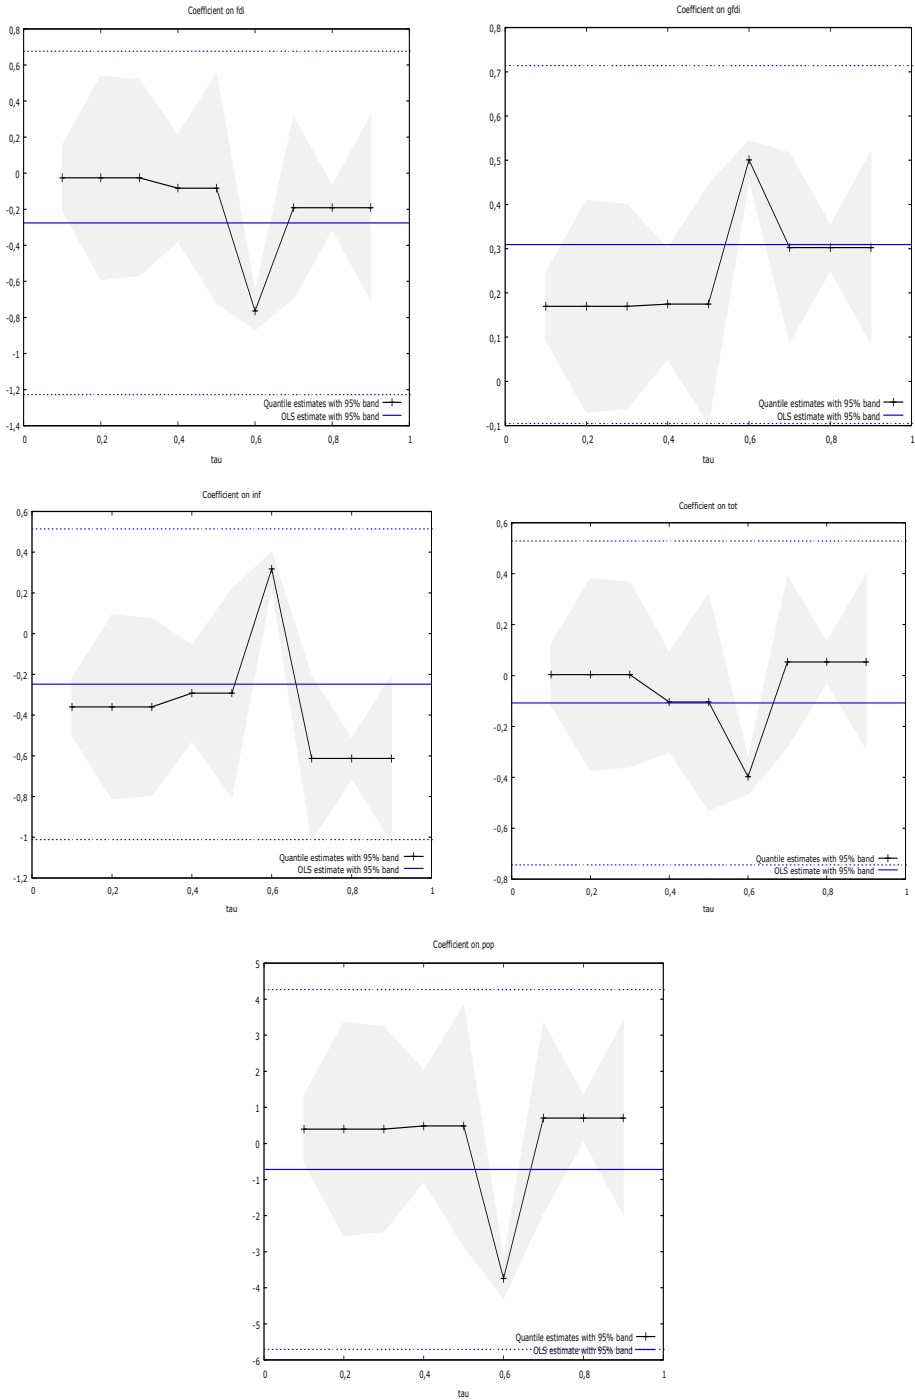 Coefficient on fdi
0,8
0,6
0,4
0,2
0
-0,2
-0,4
-0,6
-0,8
-1
-1,2
-1,4
Quantile estimates with 95% band
OLS estimate with 95% band
0 0,2 0,4 0,6 0,8 1
tau
Coefficient on gfdi
0,8
0,7
0,6
0,5
0,4
0,3
0,2
0,1
0
-0,1
Quantile estimates with 95% band
OLS estimate with 95% band
0 0,2 0,4 0,6 0,8 1
tau
Coefficient on inf
0,6
0,4
0,2
0
-0,2
-0,4
-0,6
-0,8
-1
-1,2
Quantile estimates with 95% band
OLS estimate with 95% band
0 0,2 0,4 0,6 0,8 1
tau
Coefficient on tot
0,6
0,4
0,2
0
-0,2
-0,4
-0,6
-0,8
Quantile estimates with 95% band
OLS estimate with 95% band
0 0,2 0,4 0,6 0,8 1
tau
Coefficient on pop
5
4
3
2
1
0
-1
-2
-3
-4
-5
-6
Quantile estimates with 95% band
OLS estimate with 95% band
0 0,2 0,4 0,6 0,8 1
tau